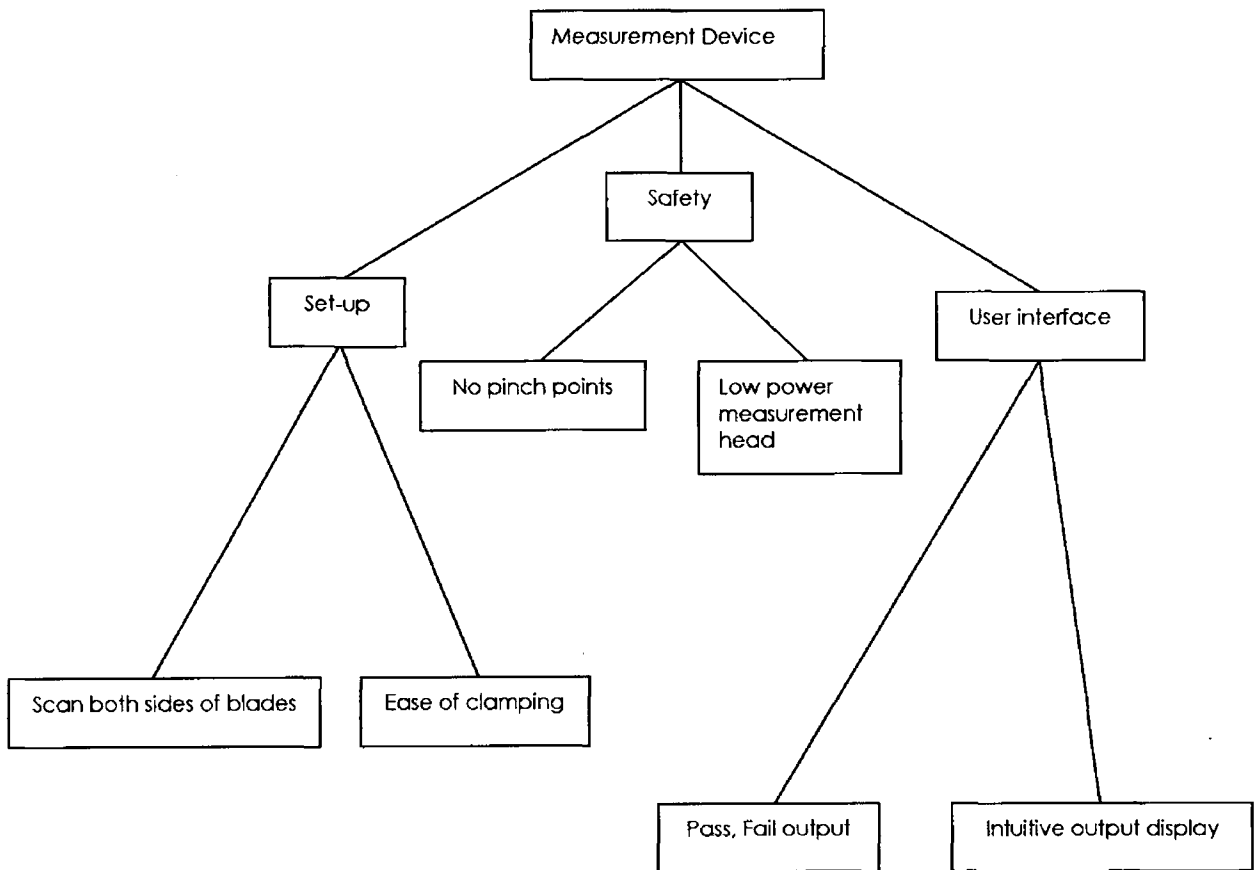 Measurement Device
Safety
Set-up
User interface
No pinch points
Low power
measurement
head
Scan both sides of blades
Ease of clamping
Pass, Fail output
Intuitive output display